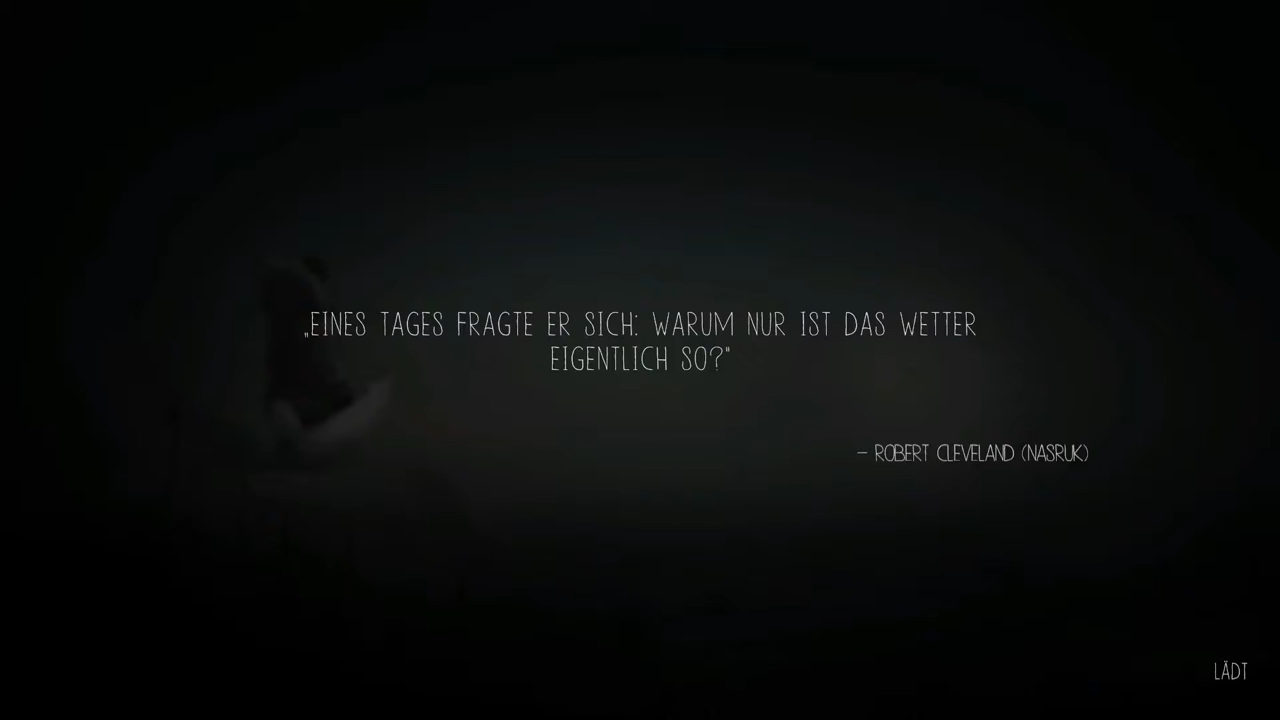 „EINES TAGES FRAGTE ER SICH: WARUM NUR IST DAS WETTER
EIGENTLICH SO?"
– ROBERT CLEVELAND (NASRUK)
LÄDT